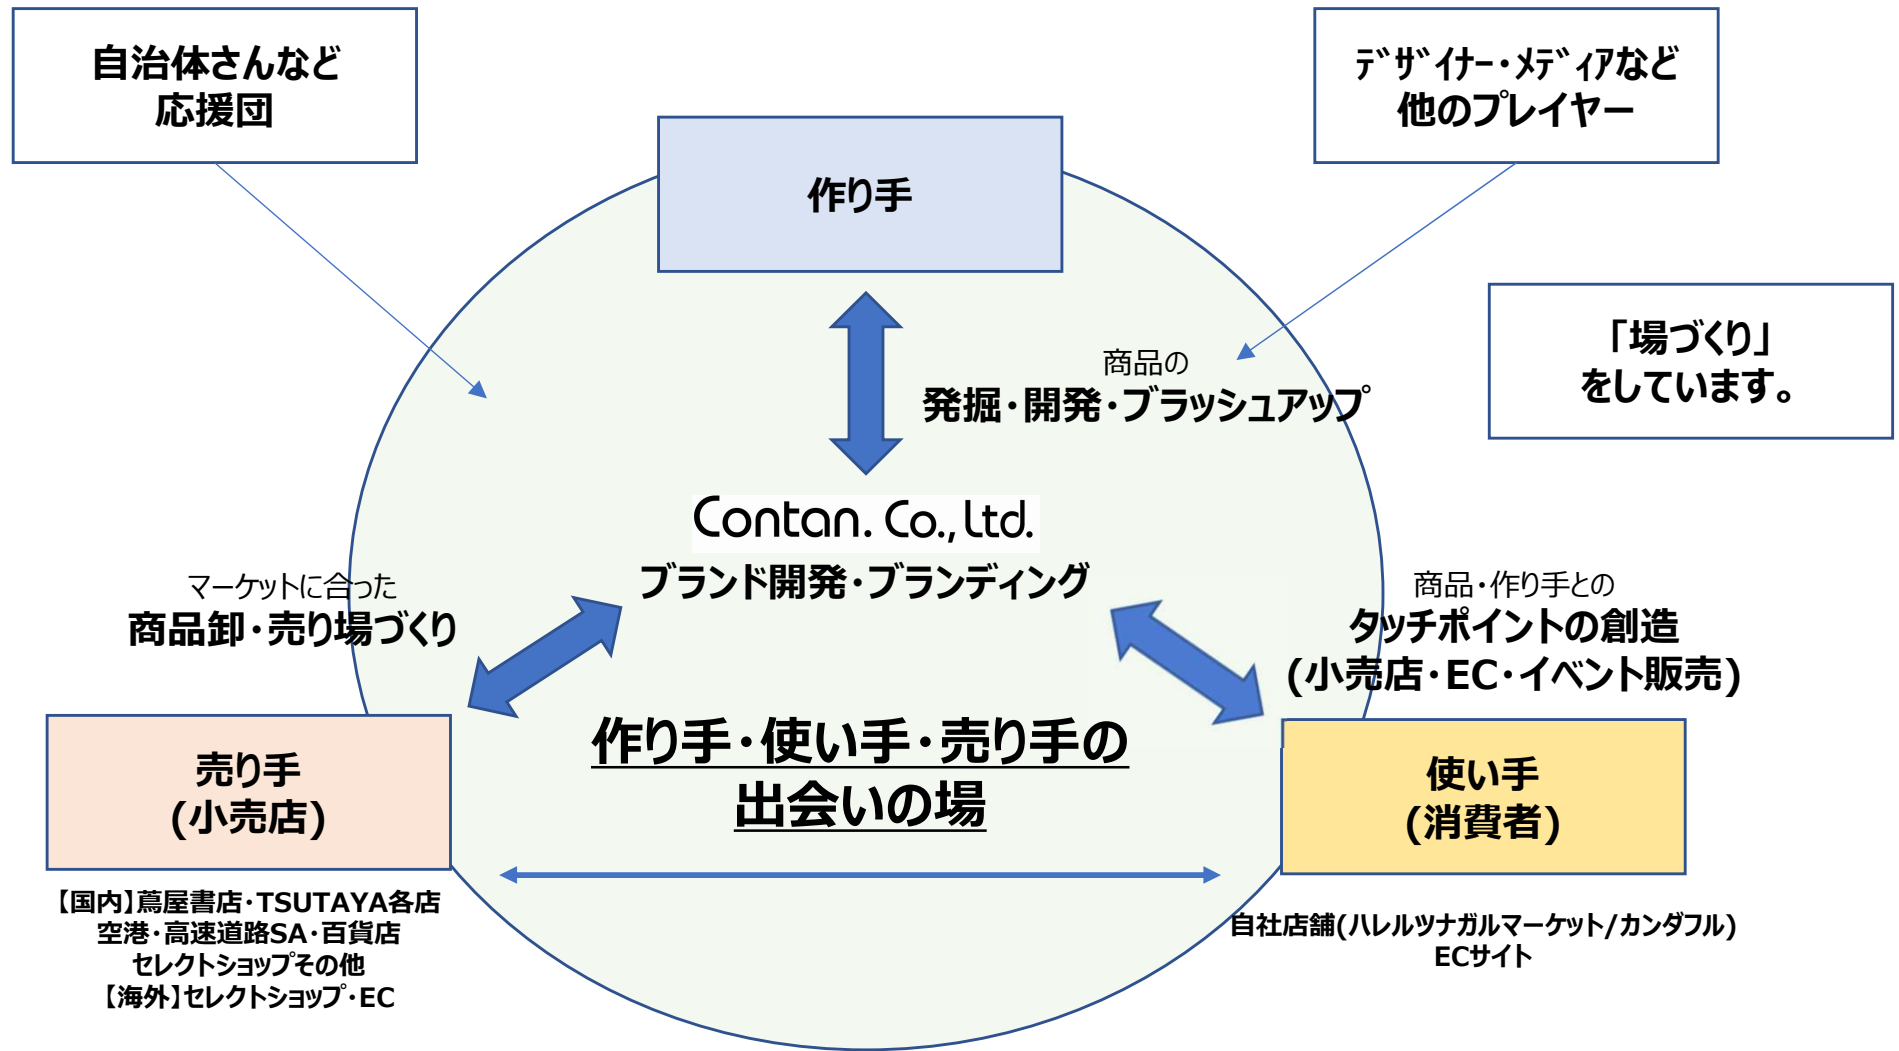 自治体さんなど
応援団
ﾃﾞｻﾞｲﾅｰ・ﾒﾃﾞｨｱなど
他のプレイヤー
作り手
「場づくり」
をしています。
商品の
発掘・開発・ブラッシュアップ
Contan. Co., Ltd.
ブランド開発・ブランディング
マーケットに合った
商品卸・売り場づくり
商品・作り手との
タッチポイントの創造
(小売店・EC・イベント販売)
作り手・使い手・売り手の
出会いの場
売り手
(小売店)
使い手
(消費者)
【国内】蔦屋書店・TSUTAYA各店
空港・高速道路SA・百貨店
セレクトショップその他
【海外】セレクトショップ・EC
自社店舗(ハレルツナガルマーケット/カンダフル)
ECサイト